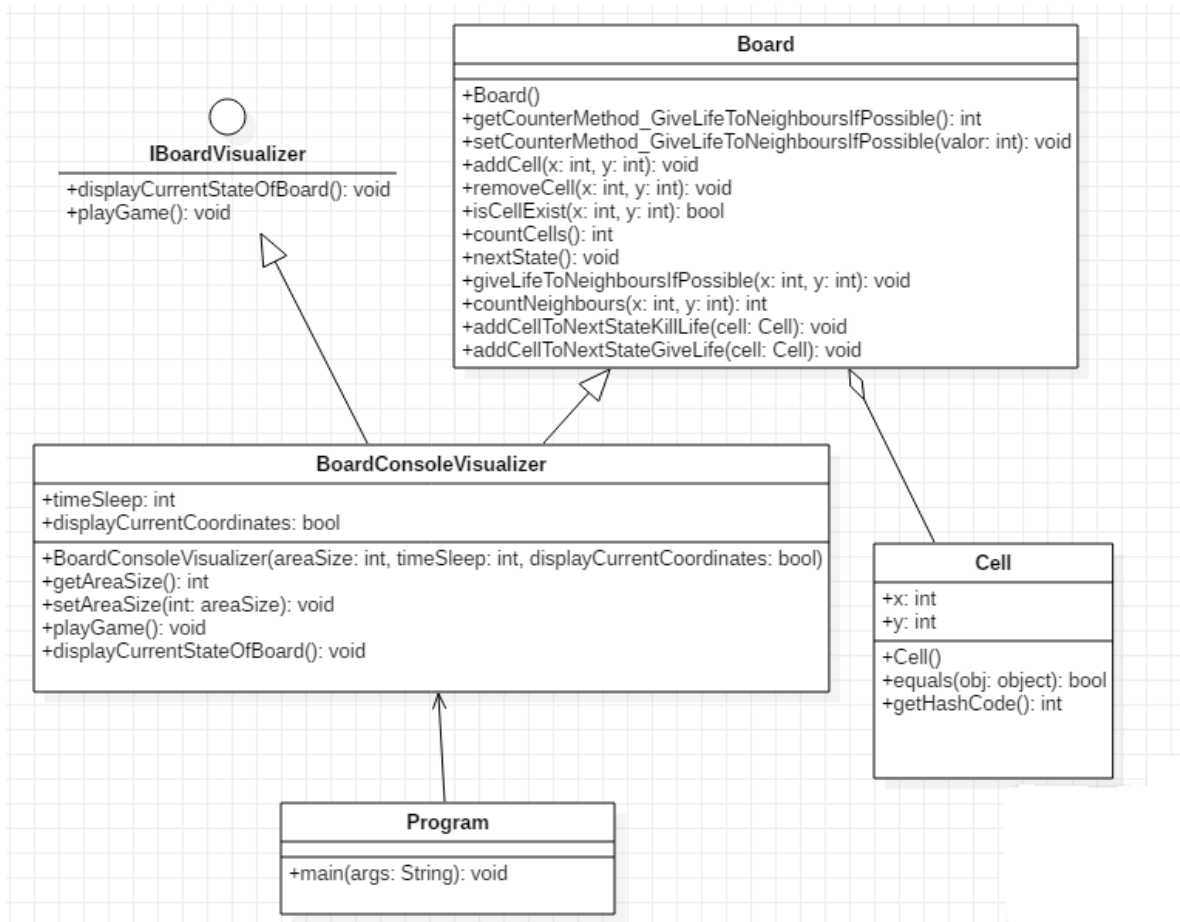 Board
+Board()
+getCounterMethod_GiveLifeToNeighboursIfPossible(): int
+setCounterMethod_GiveLifeToNeighboursIfPossible(valor: int): void
+addCell(x: int, y: int): void
+removeCell(x: int, y: int): void
+isCellExist(x: int, y: int): bool
+countCells(): int
+nextState(): void
+giveLifeToNeighboursIfPossible(x: int, y: int): void
+countNeighbours(x: int, y: int): int
+addCellToNextStateKillLife(cell: Cell): void
+addCellToNextStateGiveLife(cell: Cell): void
IBoardVisualizer
+displayCurrentStateOfBoard(): void
+playGame(): void
BoardConsoleVisualizer
+timeSleep: int
+displayCurrentCoordinates: bool
+BoardConsoleVisualizer(areaSize: int, timeSleep: int, displayCurrentCoordinates: bool)
+getAreaSize(): int
+setAreaSize(int: areaSize): void
+playGame(): void
+displayCurrentStateOfBoard(): void
Cell
+x: int
+y: int
+Cell()
+equals(obj: object): bool
+getHashCode(): int
Program
+main(args: String): void